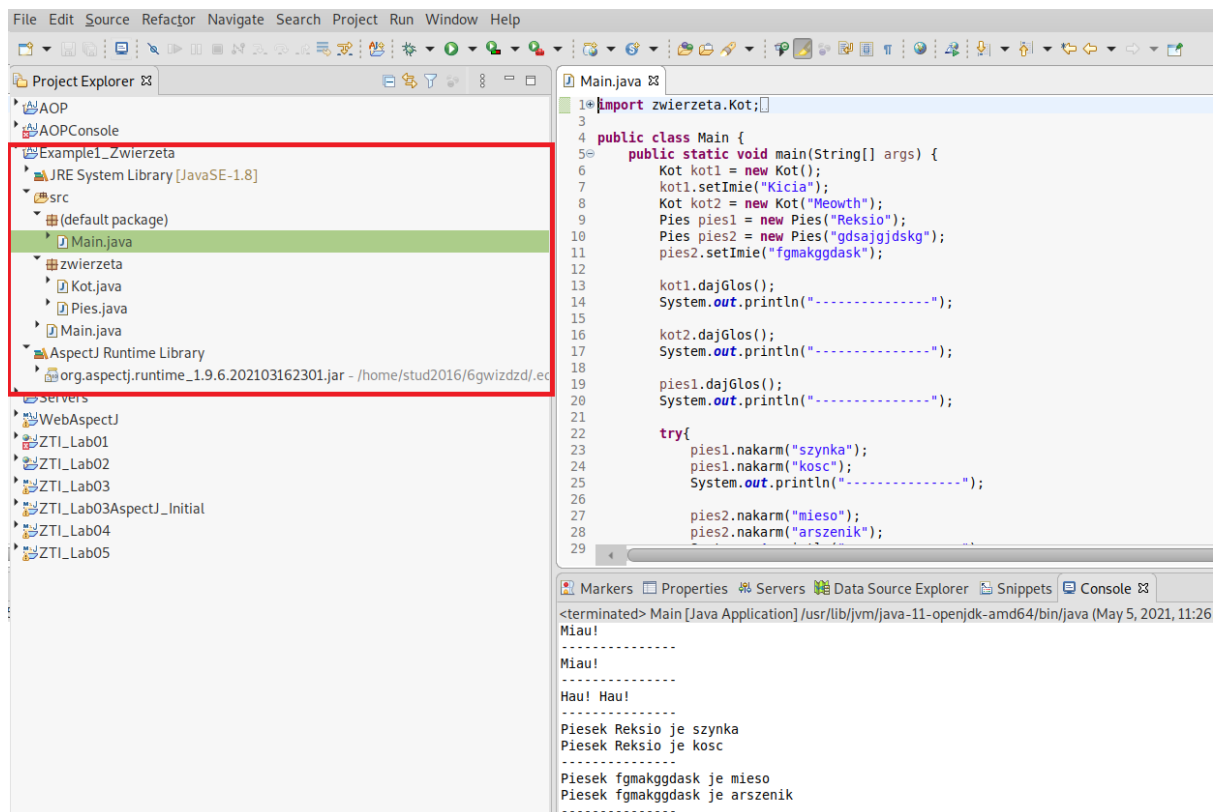 File Edit Source Refactor Navigate Search Project Run Window Help
Project Explorer
AOP
AOPConsole
Example1_Zwierzeta
JRE System Library [JavaSE-1.8]
src
(default package)
Main.java
zwierzeta
Kot.java
Pies.java
Main.java
AspectJ Runtime Library
org.aspectj.runtime_1.9.6.202103162301.jar - /home/stud2016/6gwizdzd/.ec
Servers
WebAspectJ
ZTI_Lab01
ZTI_Lab02
ZTI_Lab03
ZTI_Lab03AspectJ_Initial
ZTI_Lab04
ZTI_Lab05
Main.java
1 import zwierzeta.Kot;
3
4 public class Main {
5 public static void main(String[] args) {
6 Kot kot1 = new Kot();
7 kot1.setImie("Kicia");
8 Kot kot2 = new Kot("Meowth");
9 Pies pies1 = new Pies("Reksio");
10 Pies pies2 = new Pies("gdsajgjdskg");
11 pies2.setImie("fgmakggdask");
12
13 kot1.dajGlos();
14 System.out.println("---------------");
15
16 kot2.dajGlos();
17 System.out.println("---------------");
18
19 pies1.dajGlos();
20 System.out.println("---------------");
21
22 try{
23 pies1.nakarm("szynka");
24 pies1.nakarm("kosc");
25 System.out.println("---------------");
26
27 pies2.nakarm("mieso");
28 pies2.nakarm("arszenik");
29
Markers Properties Servers Data Source Explorer Snippets Console
<terminated> Main [Java Application] /usr/lib/jvm/java-11-openjdk-amd64/bin/java (May 5, 2021, 11:26
Miau!
---------------
Miau!
---------------
Hau! Hau!
---------------
Piesek Reksio je szynka
Piesek Reksio je kosc
---------------
Piesek fgmakggdask je mieso
Piesek fgmakggdask je arszenik
---------------